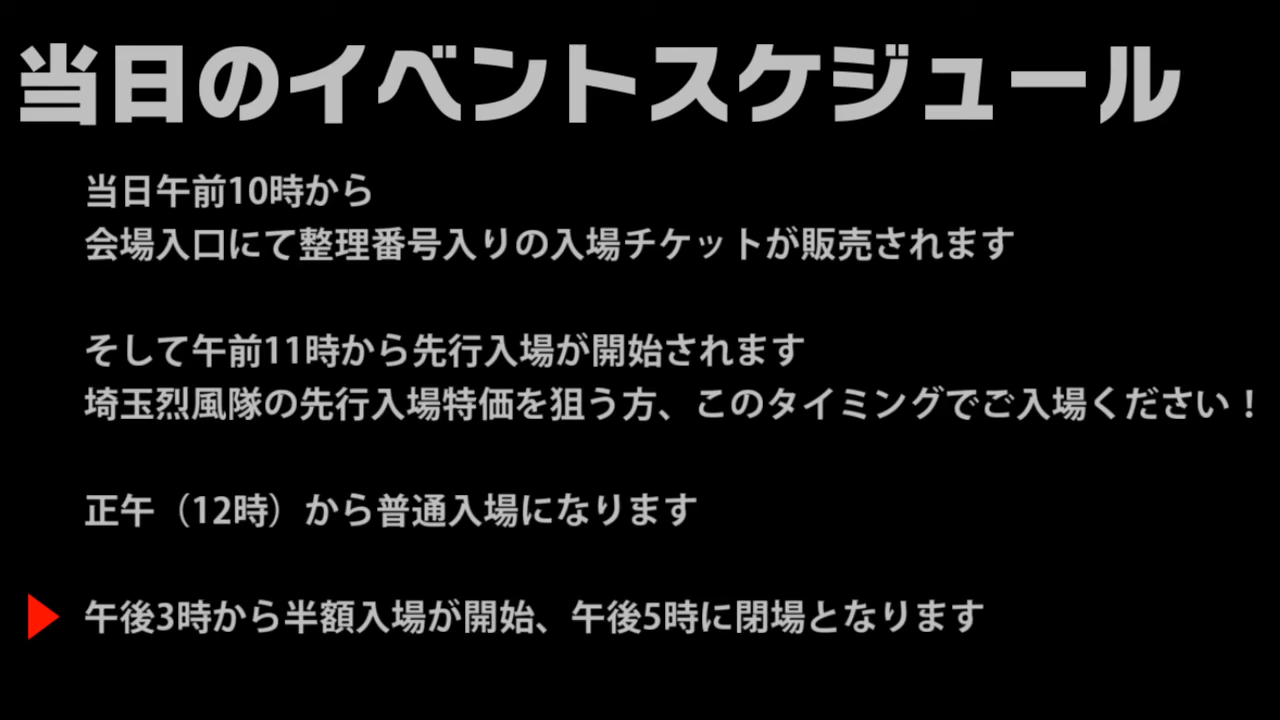 当日のイベントスケジュール
当日午前10時から
会場入口にて整理番号入りの入場チケットが販売されます
そして午前11時から先行入場が開始されます
埼玉烈風隊の先行入場特価を狙う方、このタイミングでご入場ください！
正午（12時）から普通入場になります
午後3時から半額入場が開始、午後5時に閉場となります